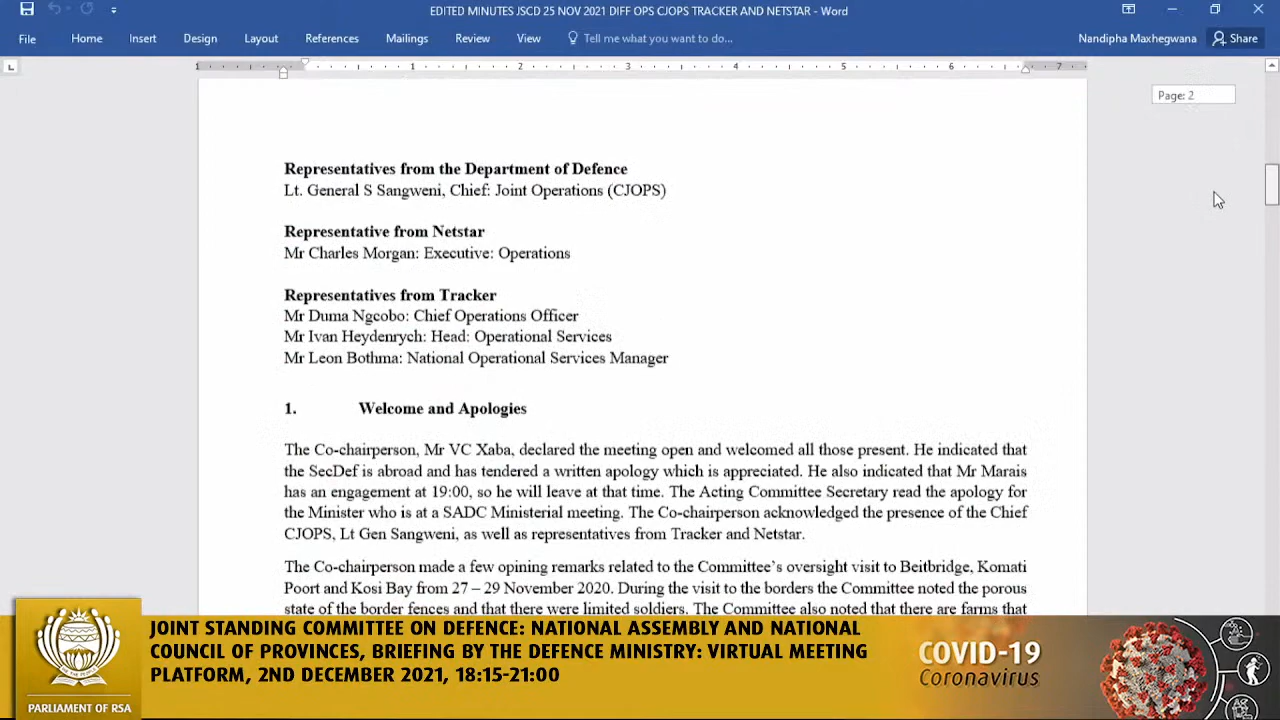 EDITED MINUTES JSCD 25 NOV 2021 DIFF OPS CJOPS TRACKER AND NETSTAR - Word
File Home Insert Design Layout References Mailings Review View Tell me what you want to do... Nandipha Maxhegwana Share
1 1 2 3 4 5 6 7
Page: 2
Representatives from the Department of Defence
Lt. General S Sangweni, Chief: Joint Operations (CJOPS)
Representative from Netstar
Mr Charles Morgan: Executive: Operations
Representatives from Tracker
Mr Duma Ngcobo: Chief Operations Officer
Mr Ivan Heydenrych: Head: Operational Services
Mr Leon Bothma: National Operational Services Manager
1. Welcome and Apologies
The Co-chairperson, Mr VC Xaba, declared the meeting open and welcomed all those present. He indicated that
the SecDef is abroad and has tendered a written apology which is appreciated. He also indicated that Mr Marais
has an engagement at 19:00, so he will leave at that time. The Acting Committee Secretary read the apology for
the Minister who is at a SADC Ministerial meeting. The Co-chairperson acknowledged the presence of the Chief
CJOPS, Lt Gen Sangweni, as well as representatives from Tracker and Netstar.
The Co-chairperson made a few opining remarks related to the Committee's oversight visit to Beitbridge, Komati
Poort and Kosi Bay from 27 – 29 November 2020. During the visit to the borders the Committee noted the porous
state of the border fences and that there were limited soldiers. The Committee also noted that there are farms that
JOINT STANDING COMMITTEE ON DEFENCE: NATIONAL ASSEMBLY AND NATIONAL
COUNCIL OF PROVINCES, BRIEFING BY THE DEFENCE MINISTRY: VIRTUAL MEETING
PLATFORM, 2ND DECEMBER 2021, 18:15-21:00
COVID-19
Coronavirus
PARLIAMENT OF RSA